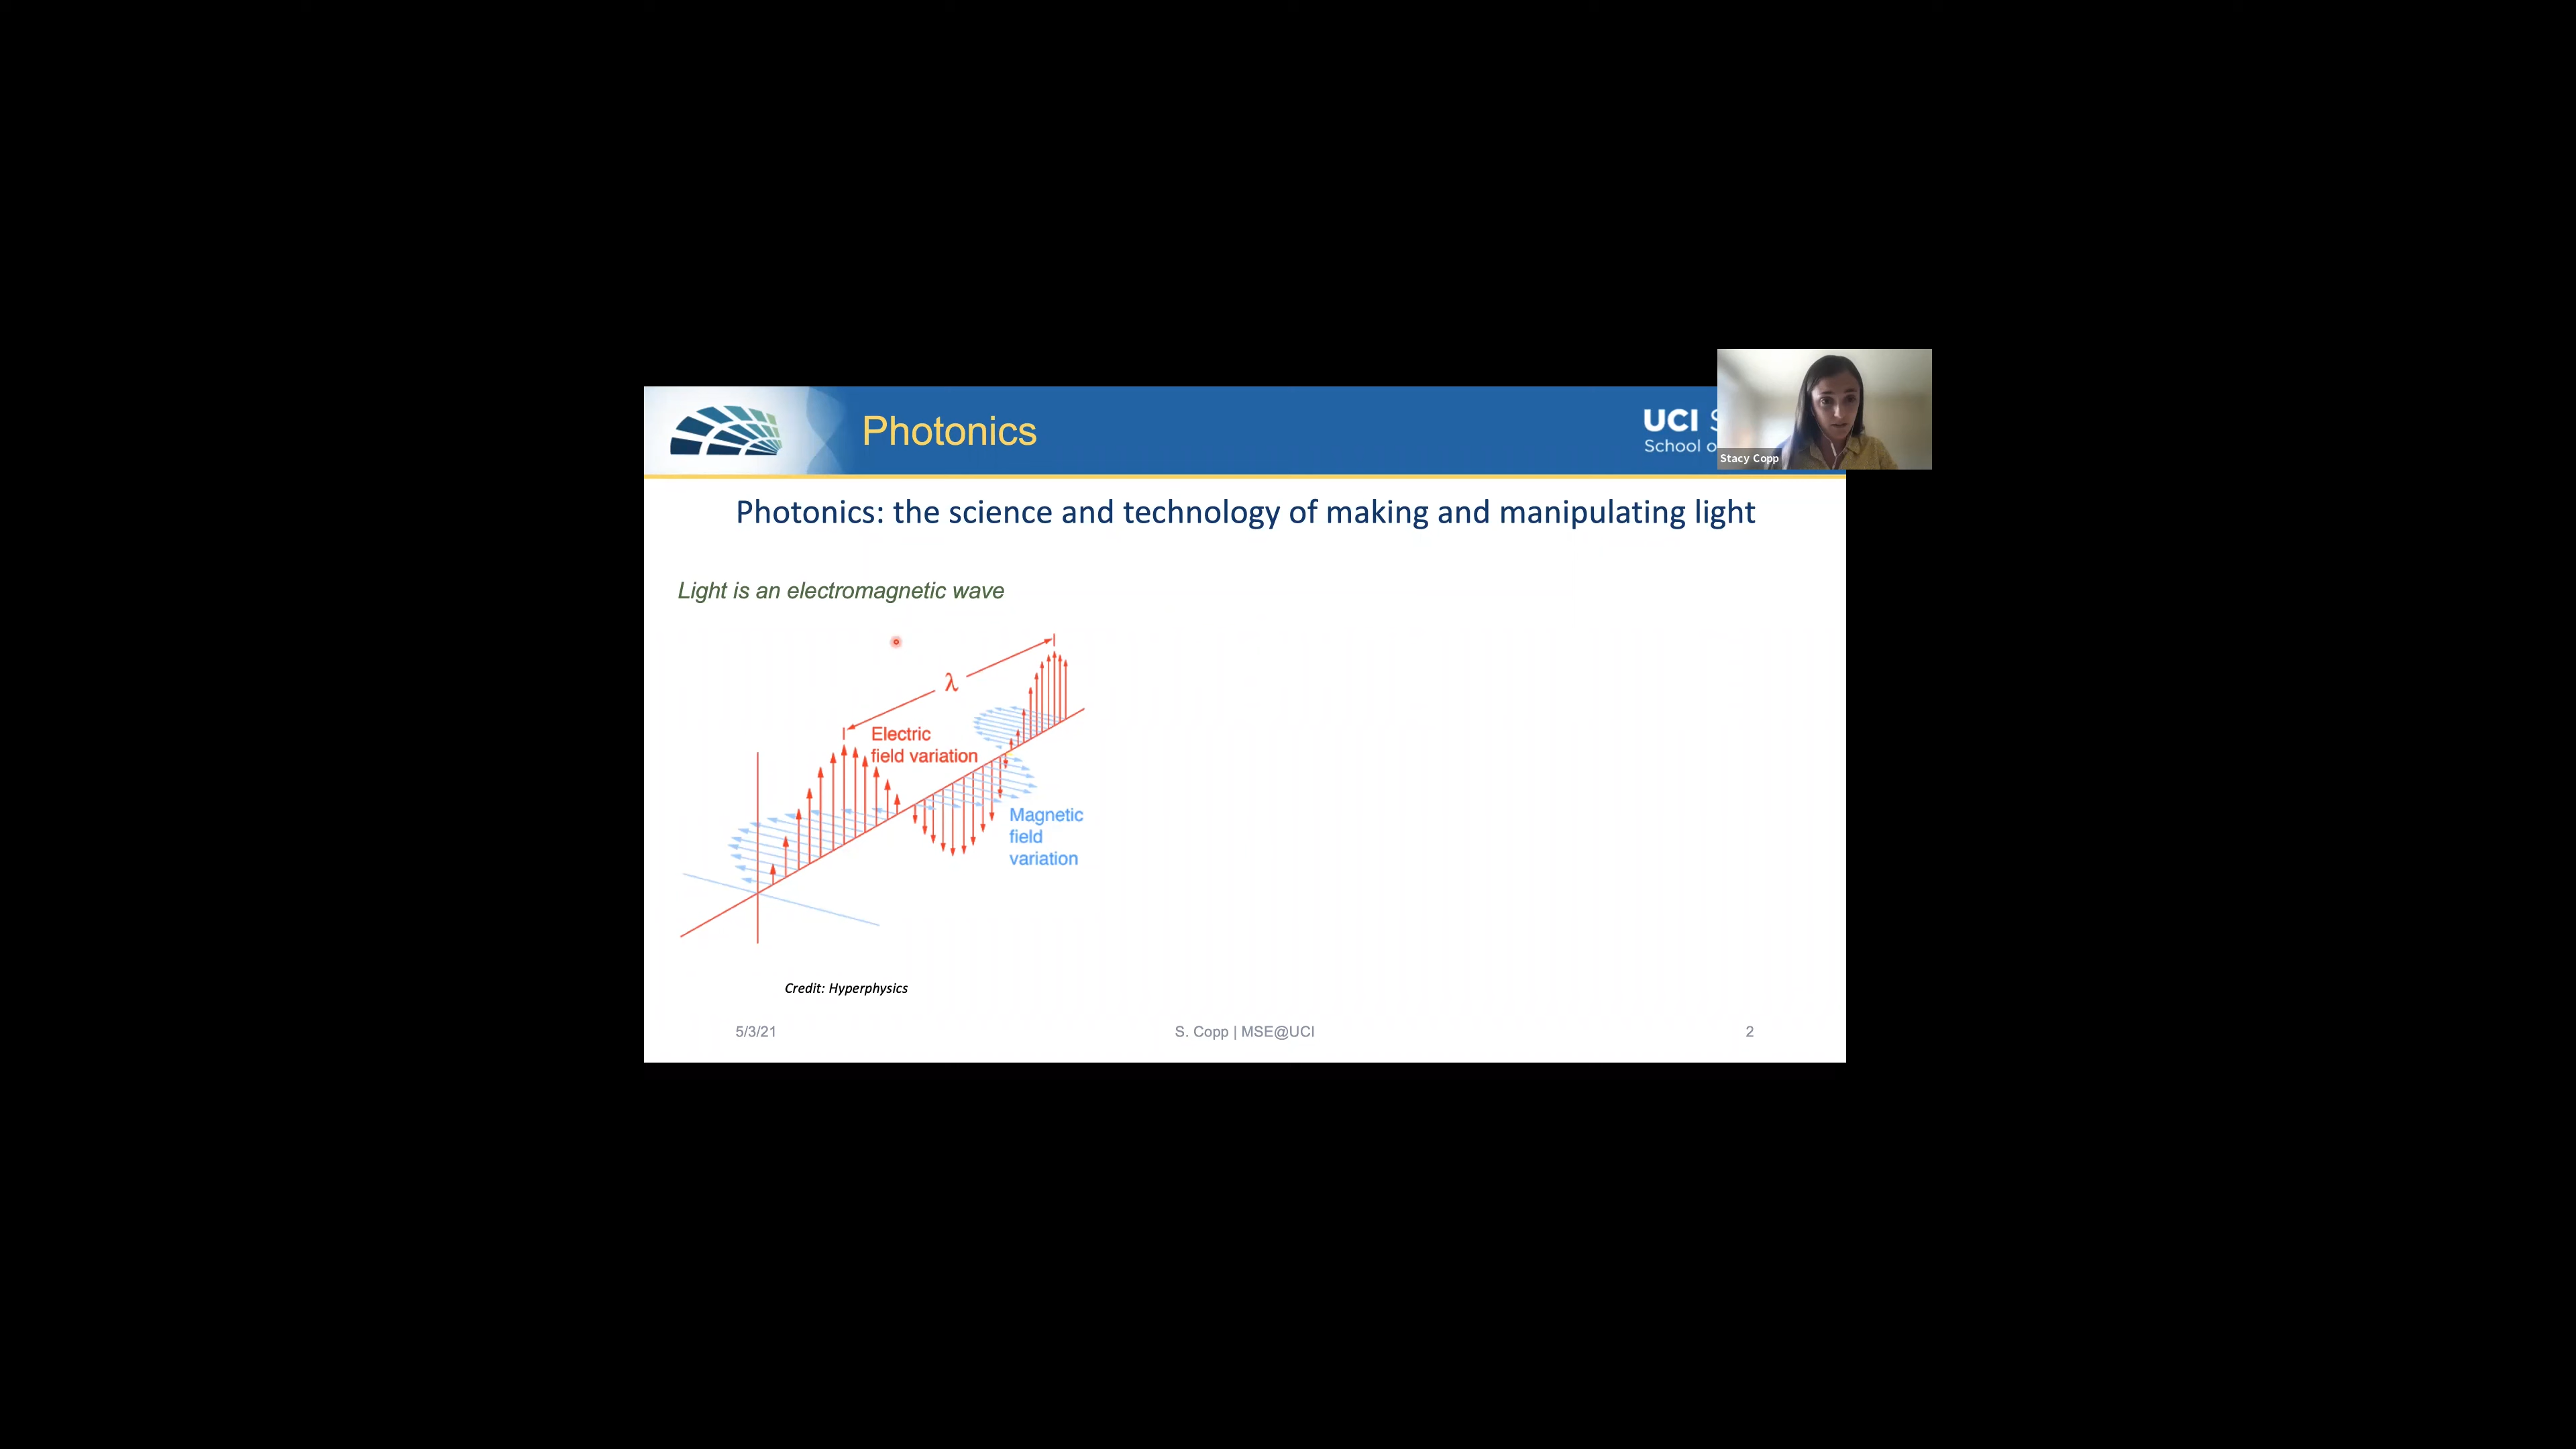 Photonics
UCI
School
Stacy Copp
Photonics: the science and technology of making and manipulating light
Light is an electromagnetic wave
λ
Electric
field variation
Magnetic
field
variation
Credit: Hyperphysics
5/3/21
S. Copp | MSE@UCI
2